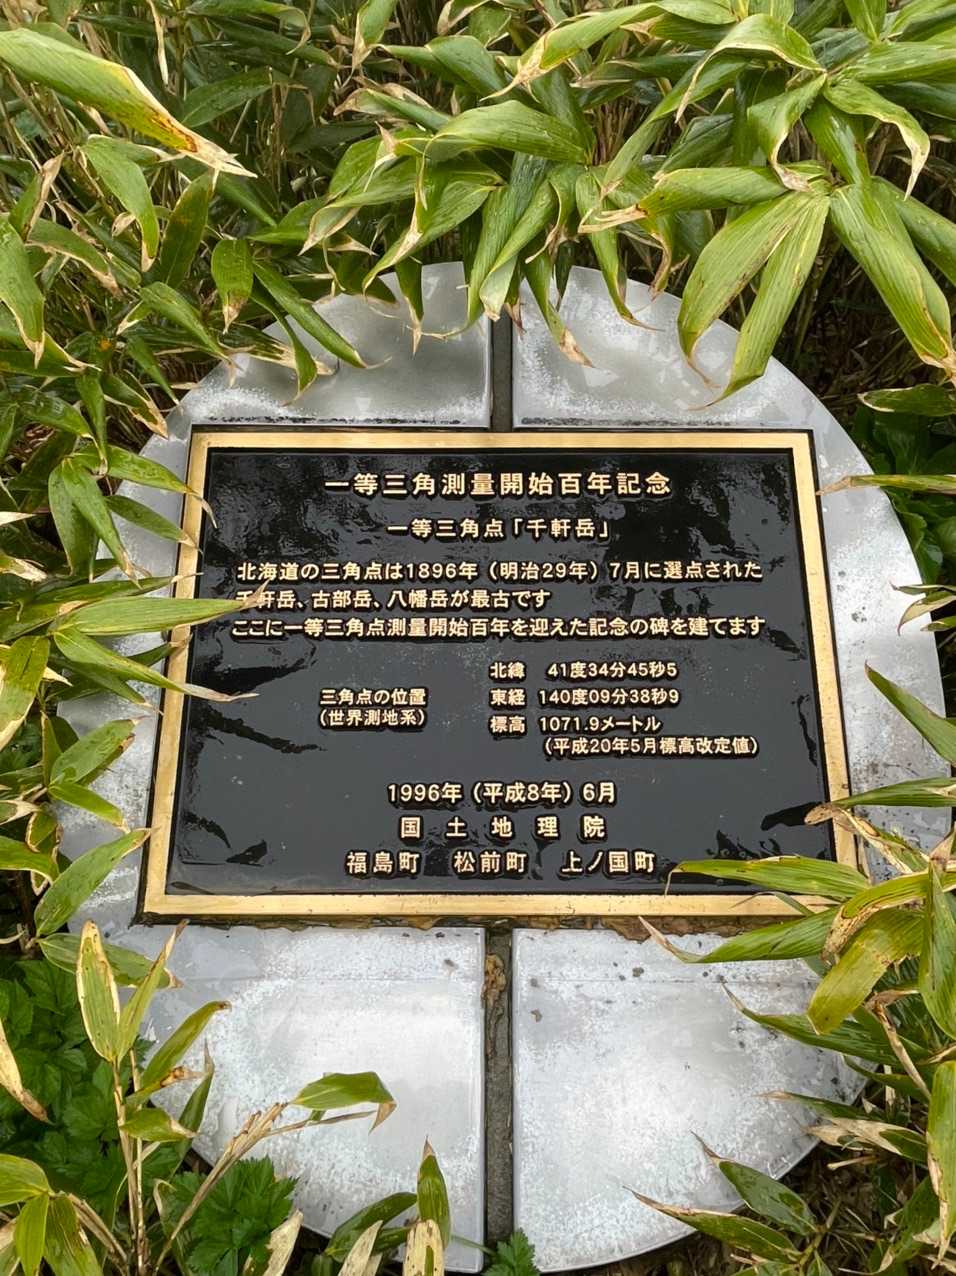 一等三角測量開始百年記念
一等三角点「千軒岳」
北海道の三角点は1896年(明治29年)7月に選点された
千軒岳、古部岳、八幡岳が最古です
ここに一等三角点測量開始百年を迎えた記念の碑を建てます
三角点の位置
(世界測地系)
北緯 41度34分45秒5
東経 140度09分38秒9
標高 1071.9メートル
(平成20年5月標高改定値)
1996年(平成8年)6月
国土地理院
福島町 松前町 上ノ国町